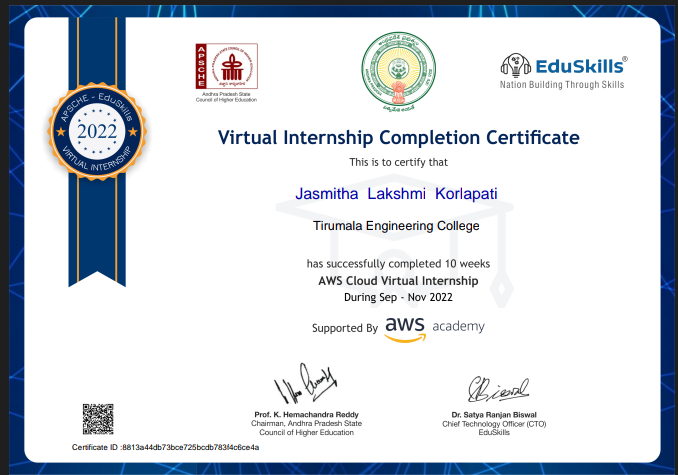 APSCHE - EduSkills
2022
VIRTUAL INTERNSHIP
APSCHE
Andhra Pradesh State
Council of Higher Education
EduSkills®
Nation Building Through Skills
Virtual Internship Completion Certificate
This is to certify that
Jasmitha Lakshmi Korlapati
Tirumala Engineering College
has successfully completed 10 weeks
AWS Cloud Virtual Internship
During Sep - Nov 2022
Supported By aws academy
Prof. K. Hemachandra Reddy
Chairman, Andhra Pradesh State
Council of Higher Education
Dr. Satya Ranjan Biswal
Chief Technology Officer (CTO)
EduSkills
Certificate ID :8813a44db73bce725bcdb783f4c6ce4a